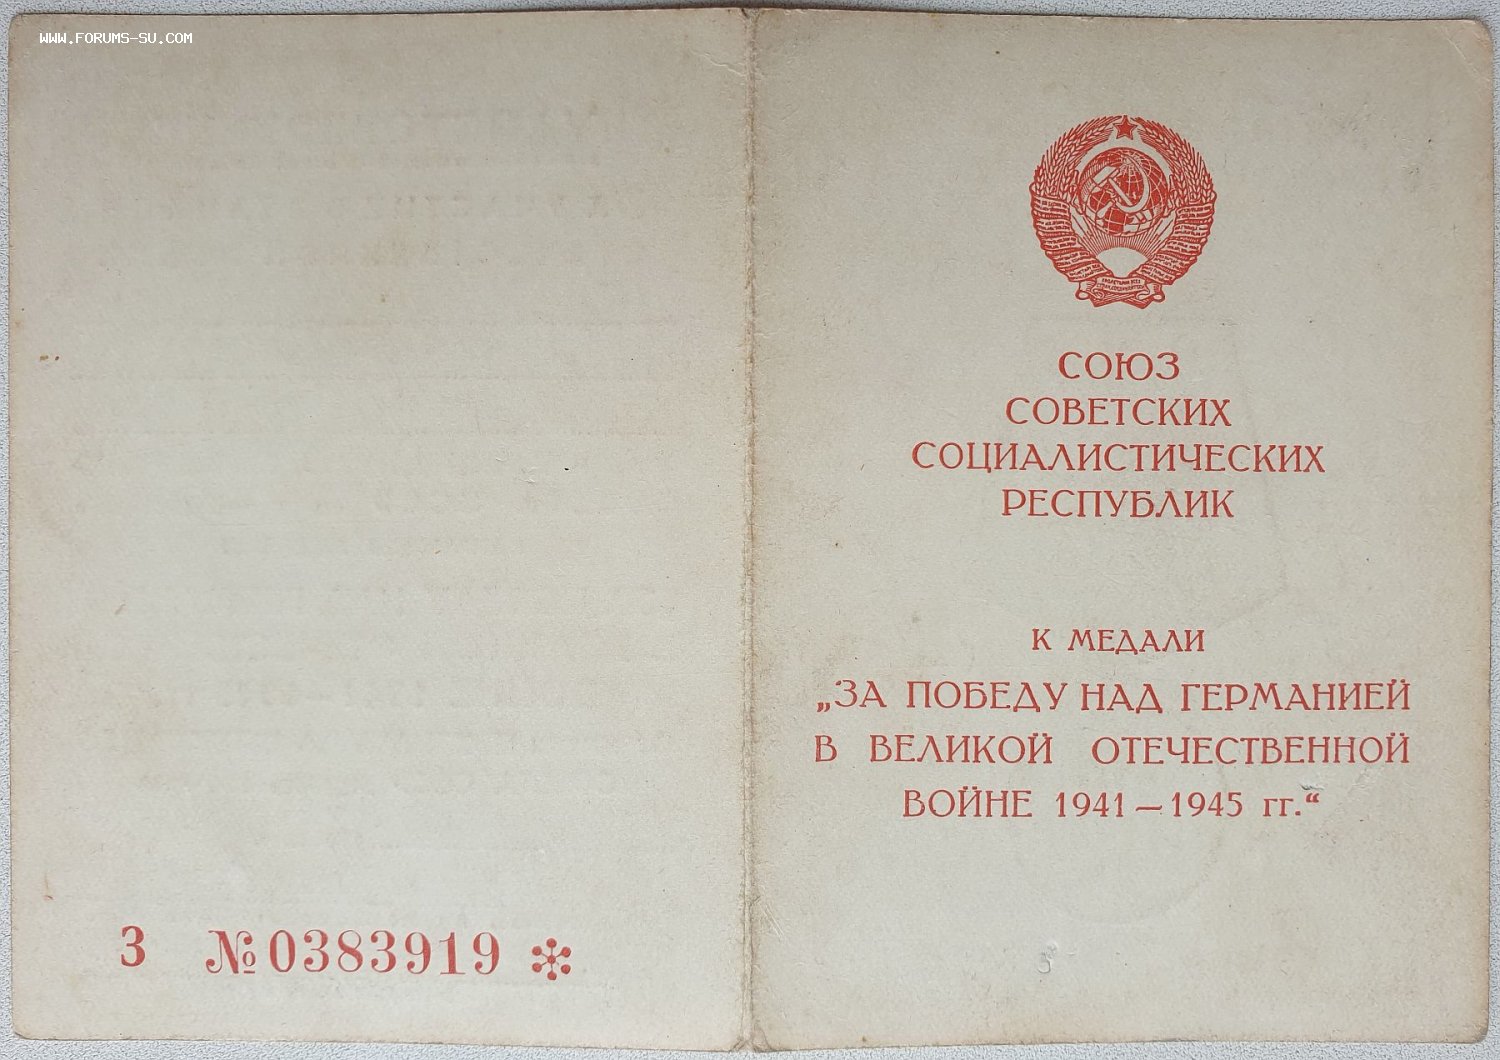 WWW.FORUMS-SU.COM
З №0383919 *
СОЮЗ
СОВЕТСКИХ
СОЦИАЛИСТИЧЕСКИХ
РЕСПУБЛИК
К МЕДАЛИ
„ЗА ПОБЕДУ НАД ГЕРМАНИЕЙ
В ВЕЛИКОЙ ОТЕЧЕСТВЕННОЙ
ВОЙНЕ 1941—1945 гг.“